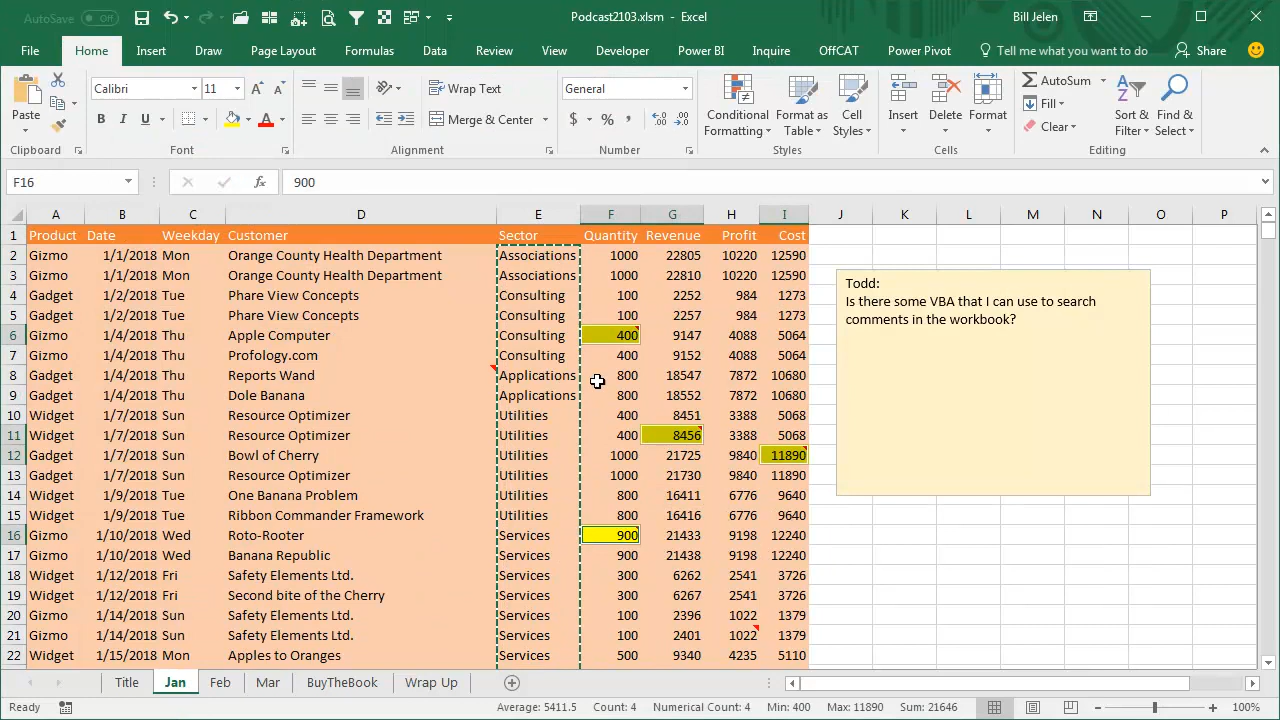 AutoSave Off
Podcast2103.xlsm - Excel
Bill Jelen
File Home Insert Draw Page Layout Formulas Data Review View Developer Power BI Inquire OffCAT Power Pivot Tell me what you want to do Share
Paste
Calibri 11
B I U A
Wrap Text
Merge & Center
General
$ % ,
Conditional Formatting
Format as Table
Cell Styles
Insert Delete Format
AutoSum
Fill
Clear
Sort & Filter
Find & Select
Clipboard Font Alignment Number Styles Cells Editing
F16 fx 900
A B C D E F G H I J K L M N O P
1 Product Date Weekday Customer Sector Quantity Revenue Profit Cost
2 Gizmo 1/1/2018 Mon Orange County Health Department Associations 1000 22805 10220 12590
3 Gizmo 1/1/2018 Mon Orange County Health Department Associations 1000 22810 10220 12590
4 Gadget 1/2/2018 Tue Phare View Concepts Consulting 100 2252 984 1273
5 Gadget 1/2/2018 Tue Phare View Concepts Consulting 100 2257 984 1273
6 Gizmo 1/4/2018 Thu Apple Computer Consulting 400 9147 4088 5064
7 Gizmo 1/4/2018 Thu Profology.com Consulting 400 9152 4088 5064
8 Gadget 1/4/2018 Thu Reports Wand Applications 800 18547 7872 10680
9 Gadget 1/4/2018 Thu Dole Banana Applications 800 18552 7872 10680
10 Widget 1/7/2018 Sun Resource Optimizer Utilities 400 8451 3388 5068
11 Widget 1/7/2018 Sun Resource Optimizer Utilities 400 8456 3388 5068
12 Gadget 1/7/2018 Sun Bowl of Cherry Utilities 1000 21725 9840 11890
13 Gadget 1/7/2018 Sun Resource Optimizer Utilities 1000 21730 9840 11890
14 Widget 1/9/2018 Tue One Banana Problem Utilities 800 16411 6776 9640
15 Widget 1/9/2018 Tue Ribbon Commander Framework Utilities 800 16416 6776 9640
16 Gizmo 1/10/2018 Wed Roto-Rooter Services 900 21433 9198 12240
17 Gizmo 1/10/2018 Wed Banana Republic Services 900 21438 9198 12240
18 Widget 1/12/2018 Fri Safety Elements Ltd. Services 300 6262 2541 3726
19 Widget 1/12/2018 Fri Second bite of the Cherry Services 300 6267 2541 3726
20 Gizmo 1/14/2018 Sun Safety Elements Ltd. Services 100 2396 1022 1379
21 Gizmo 1/14/2018 Sun Safety Elements Ltd. Services 100 2401 1022 1379
22 Widget 1/15/2018 Mon Apples to Oranges Services 500 9340 4235 5110
Todd:
Is there some VBA that I can use to search
comments in the workbook?
Title Jan Feb Mar BuyTheBook Wrap Up
Ready Average: 5411.5 Count: 4 Numerical Count: 4 Min: 400 Max: 11890 Sum: 21646 100%